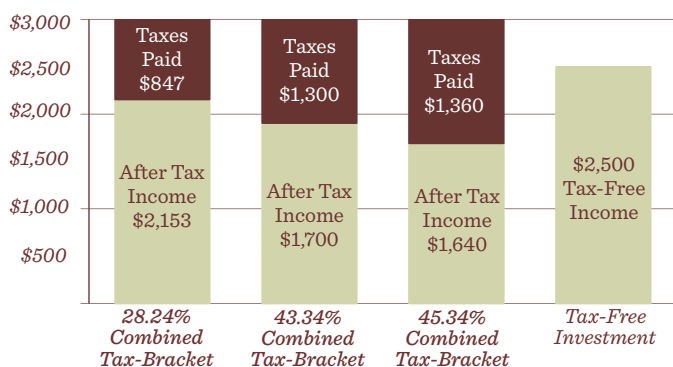 $3,000
$2,500
$2,000
$1,500
$1,000
$500
Taxes
Paid
$847
After Tax
Income
$2,153
Taxes
Paid
$1,300
After Tax
Income
$1,700
Taxes
Paid
$1,360
After Tax
Income
$1,640
$2,500
Tax-Free
Income
28.24%
Combined
Tax-Bracket
43.34%
Combined
Tax-Bracket
45.34%
Combined
Tax-Bracket
Tax-Free
Investment